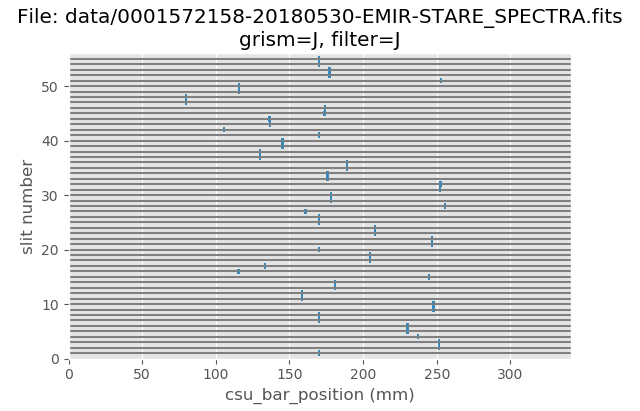 File: data/0001572158-20180530-EMIR-STARE_SPECTRA.fits
grism=J, filter=J
50
40
30
20
10
0
slit number
0 50 100 150 200 250 300
csu_bar_position (mm)